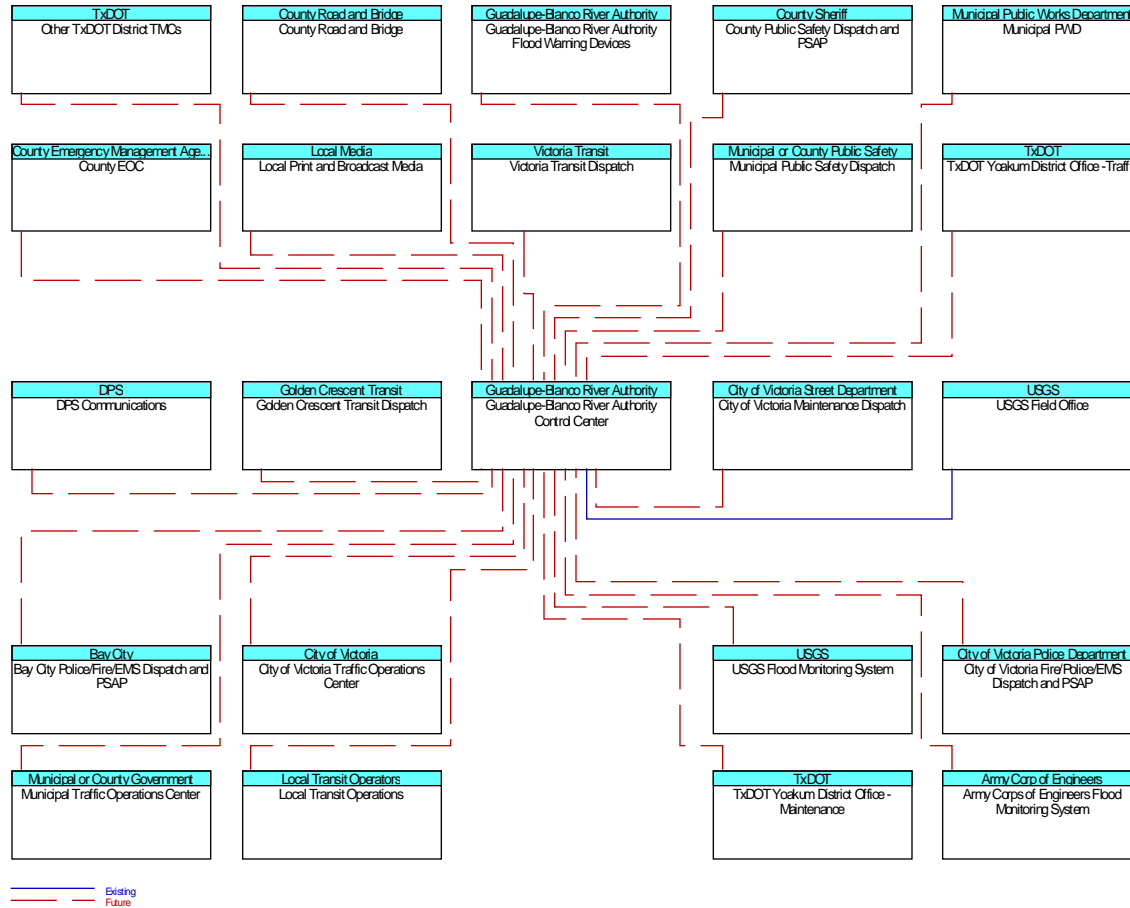 TxDOT
Other TxDOT District TMCs
County Road and Bridge
County Road and Bridge
Guadalupe-Blanco River Authority
Guadalupe-Blanco River Authority
Flood Warning Devices
County Sheriff
County Public Safety Dispatch and
PSAP
Municipal Public Works Department
Municipal PWD
County Emergency Management Age...
County EOC
Local Media
Local Print and Broadcast Media
Victoria Transit
Victoria Transit Dispatch
Municipal or County Public Safety
Municipal Public Safety Dispatch
TxDOT
TxDOT Yoakum District Office - Traff
DPS
DPS Communications
Golden Crescent Transit
Golden Crescent Transit Dispatch
Guadalupe-Blanco River Authority
Guadalupe-Blanco River Authority
Control Center
City of Victoria Street Department
City of Victoria Maintenance Dispatch
USGS
USGS Field Office
Bay City
Bay City Police/Fire/EMS Dispatch and
PSAP
City of Victoria
City of Victoria Traffic Operations
Center
USGS
USGS Flood Monitoring System
City of Victoria Police Department
City of Victoria Fire/Police/EMS
Dispatch and PSAP
Municipal or County Government
Municipal Traffic Operations Center
Local Transit Operators
Local Transit Operations
TxDOT
TxDOT Yoakum District Office -
Maintenance
Army Corp of Engineers
Army Corps of Engineers Flood
Monitoring System
Existing
Future